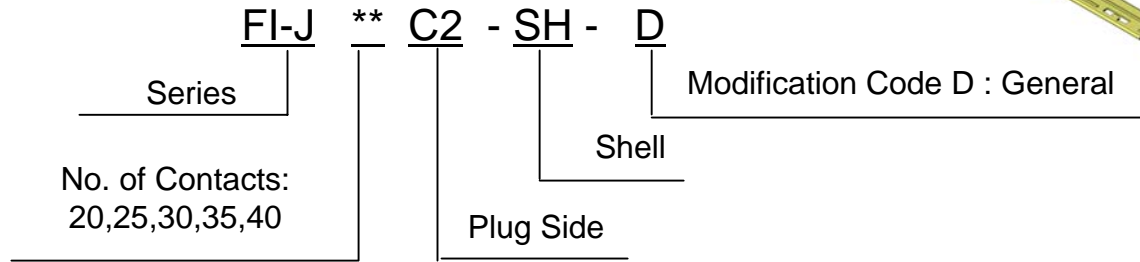 FI-J ** C2 - SH - D
Series
Modification Code D : General
Shell
No. of Contacts:
20,25,30,35,40
Plug Side